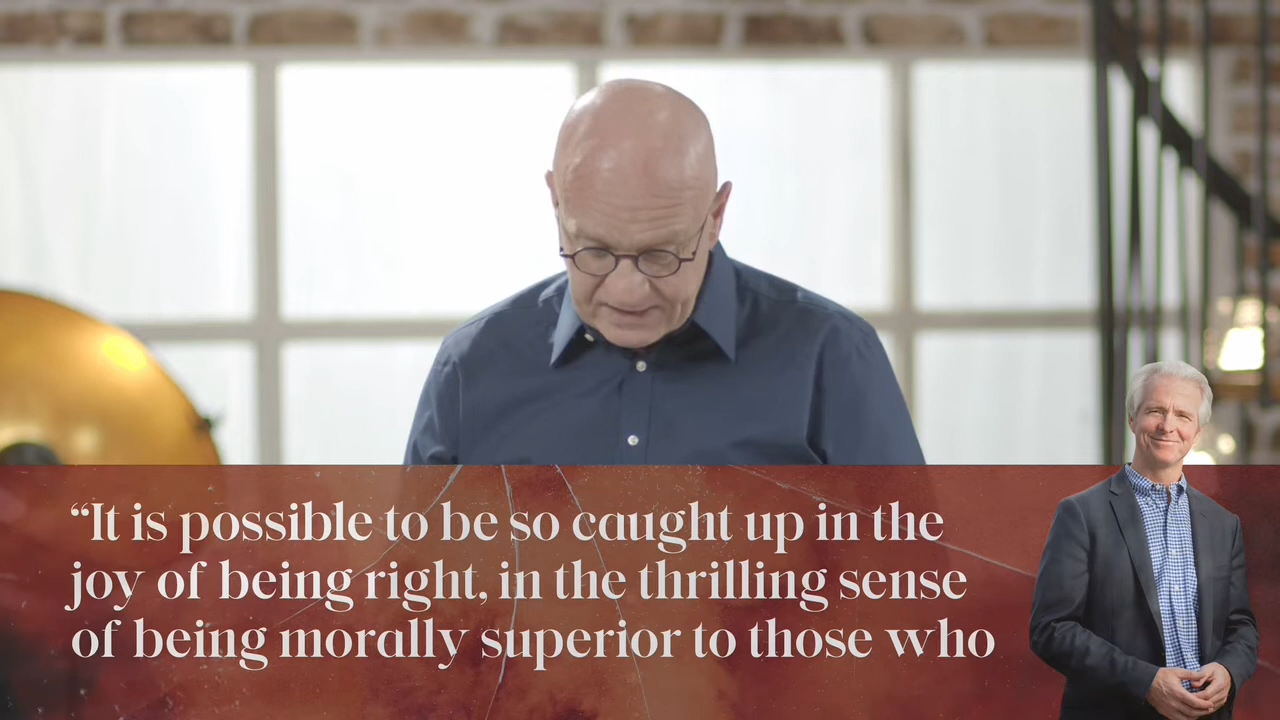 “It is possible to be so caught up in the
joy of being right, in the thrilling sense
of being morally superior to those who